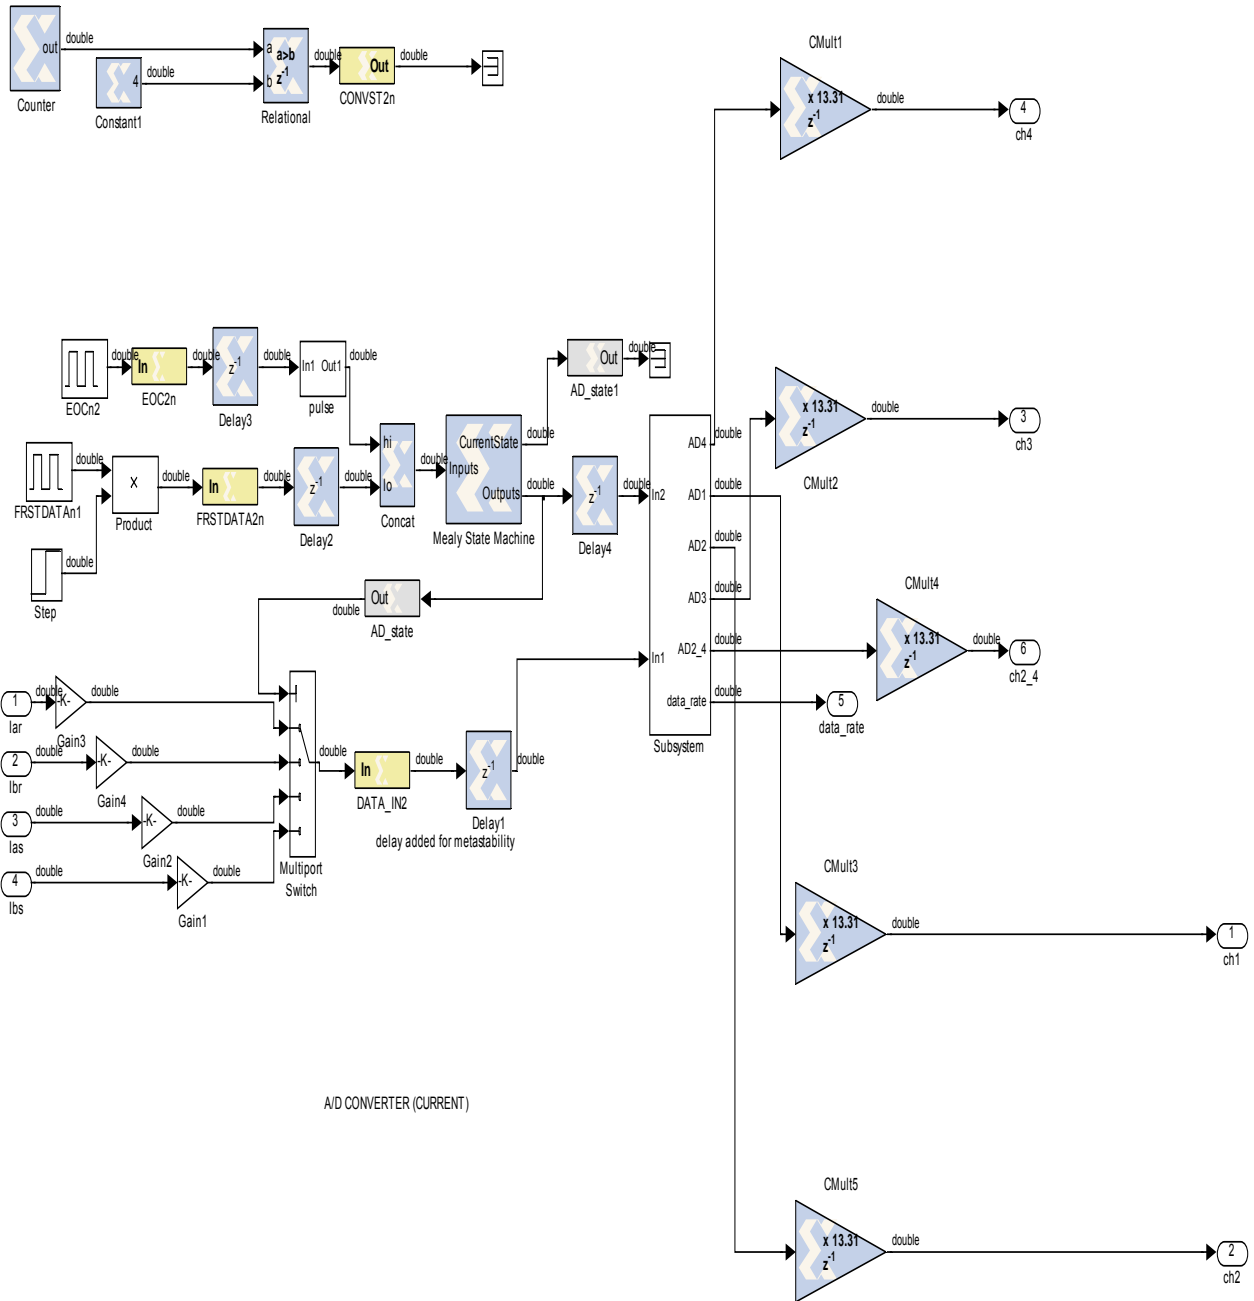 out
double
Counter
4
double
Constant1
a
a>b
b
z-1
Relational
double
Out
CONVST2n
double
CMult1
x 13.31
z-1
double
4
ch4
EOCn2
double
In
EOC2n
double
z-1
Delay3
double
In1 Out1
pulse
double
FRSTDATAn1
double
x
Product
double
In
FRSTDATA2n
double
z-1
Delay2
double
Step
double
hi
lo
Concat
double
CurrentState
Inputs
Outputs
Mealy State Machine
double
double
Out
AD_state1
double
z-1
Delay4
double
Out
AD_state
double
In2
In1
AD4
AD1
AD2
AD3
AD2_4
data_rate
Subsystem
double
double
double
double
double
double
x 13.31
z-1
CMult2
double
3
ch3
CMult4
x 13.31
z-1
double
6
ch2_4
5
data_rate
1
Iar
double
-K-
Gain3
double
2
Ibr
double
-K-
Gain4
double
3
Ias
double
-K-
Gain2
double
4
Ibs
double
-K-
Gain1
double
Multiport
Switch
double
In
DATA_IN2
double
z-1
Delay1
double
delay added for metastability
CMult3
x 13.31
z-1
double
1
ch1
A/D CONVERTER (CURRENT)
CMult5
x 13.31
z-1
double
2
ch2